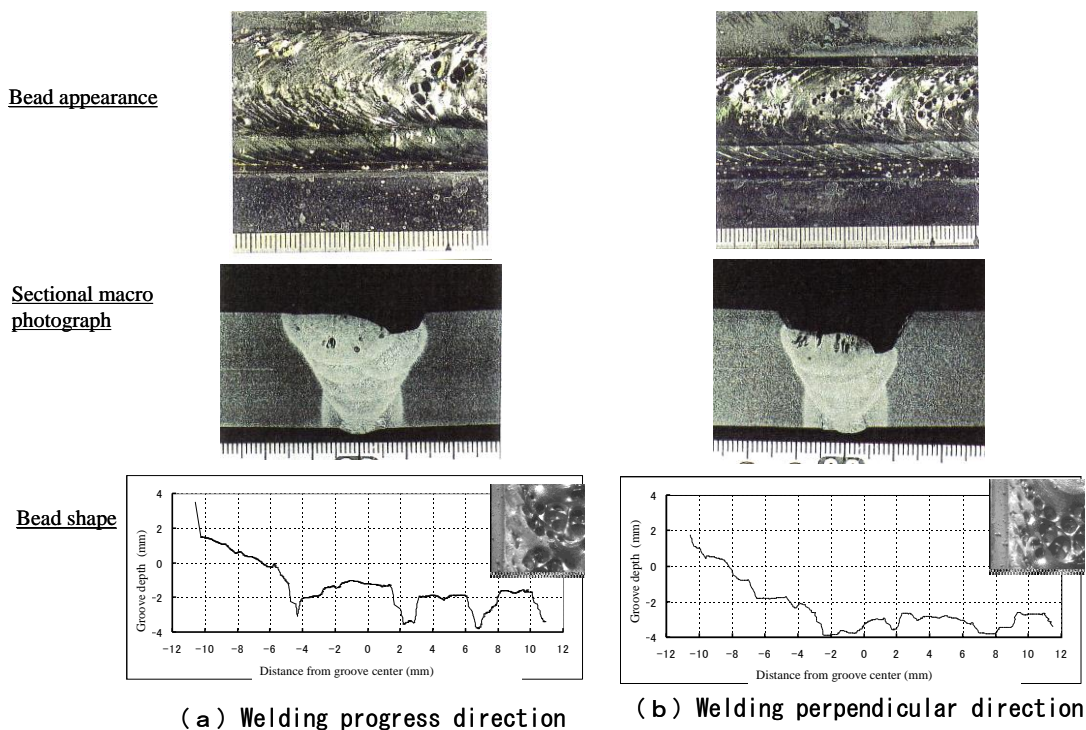 Bead appearance
Sectional macro
photograph
Bead shape
Groove depth (mm)
4
2
0
-2
-4
-12 -10 -8 -6 -4 -2 0 2 4 6 8 10 12
Distance from groove center (mm)
(a) Welding progress direction
Groove depth (mm)
4
2
0
-2
-4
-12 -10 -8 -6 -4 -2 0 2 4 6 8 10 12
Distance from groove center (mm)
(b) Welding perpendicular direction